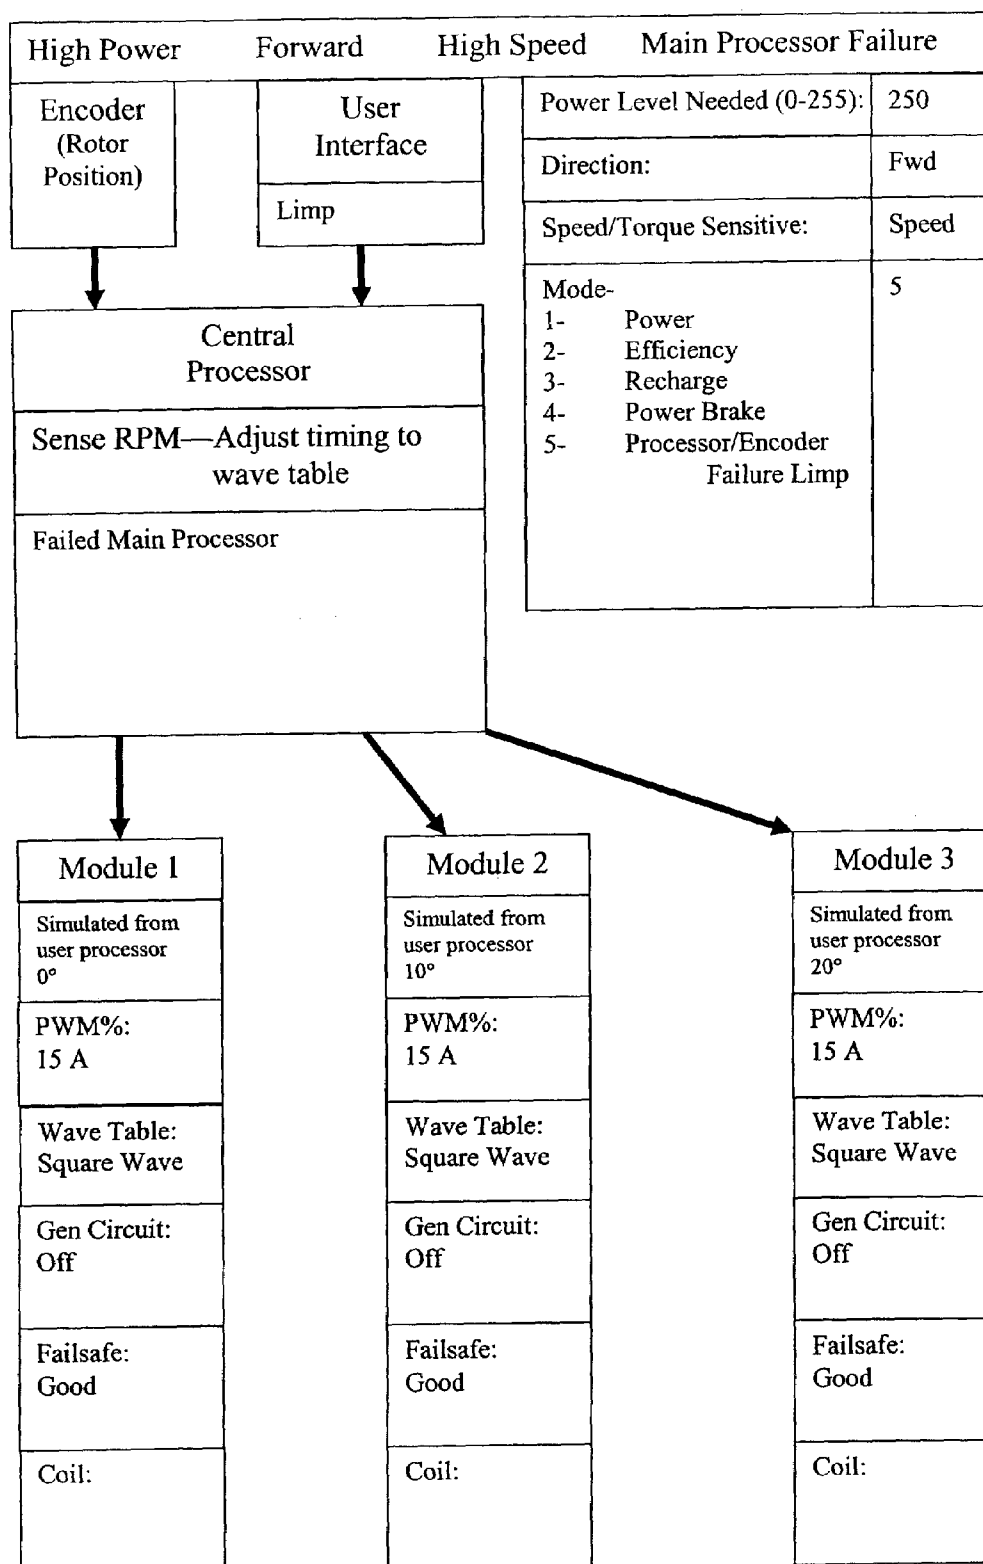 High Power Forward High Speed Main Processor Failure
Encoder
(Rotor
Position)
User
Interface
Limp
Power Level Needed (0-255): 250
Direction: Fwd
Speed/Torque Sensitive: Speed
Mode- 5
1- Power
2- Efficiency
3- Recharge
4- Power Brake
5- Processor/Encoder
Failure Limp
Central
Processor
Sense RPM—Adjust timing to
wave table
Failed Main Processor
Module 1
Simulated from
user processor
0°
PWM%:
15 A
Wave Table:
Square Wave
Gen Circuit:
Off
Failsafe:
Good
Coil:
Module 2
Simulated from
user processor
10°
PWM%:
15 A
Wave Table:
Square Wave
Gen Circuit:
Off
Failsafe:
Good
Coil:
Module 3
Simulated from
user processor
20°
PWM%:
15 A
Wave Table:
Square Wave
Gen Circuit:
Off
Failsafe:
Good
Coil: